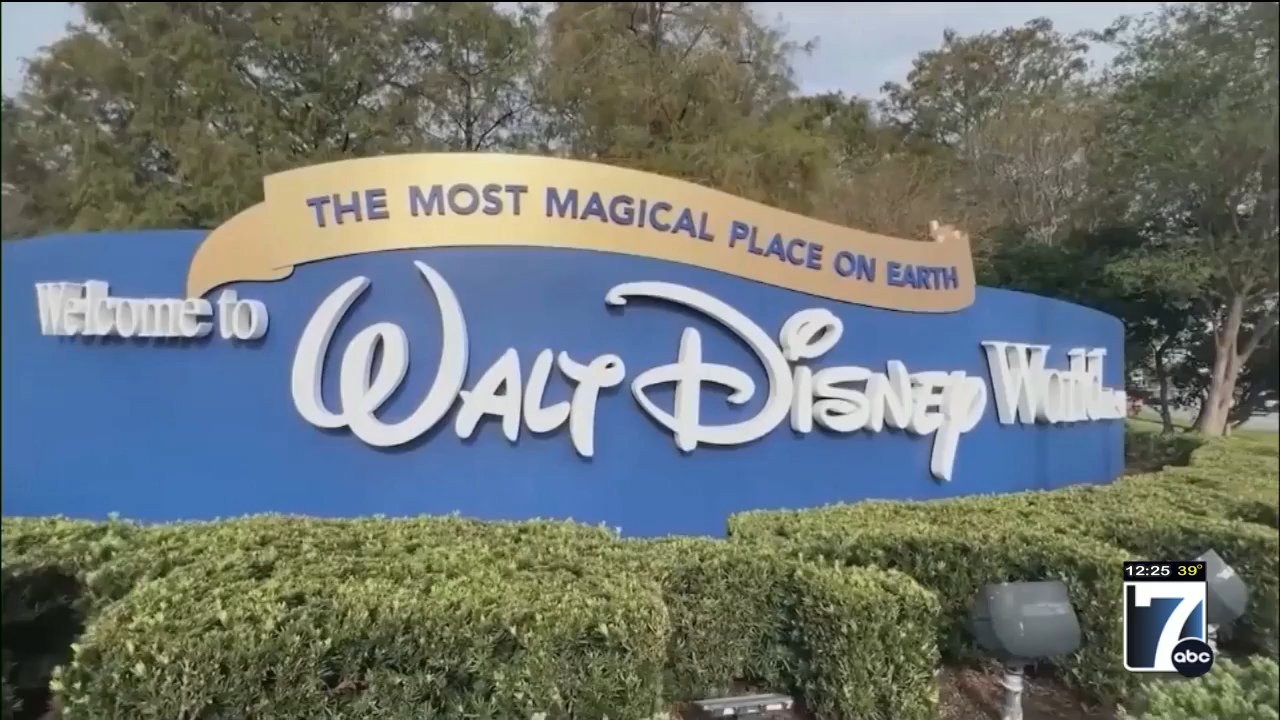 THE MOST MAGICAL PLACE ON EARTH
Welcome to WALT DISNEY World
12:25 39°
7
abc